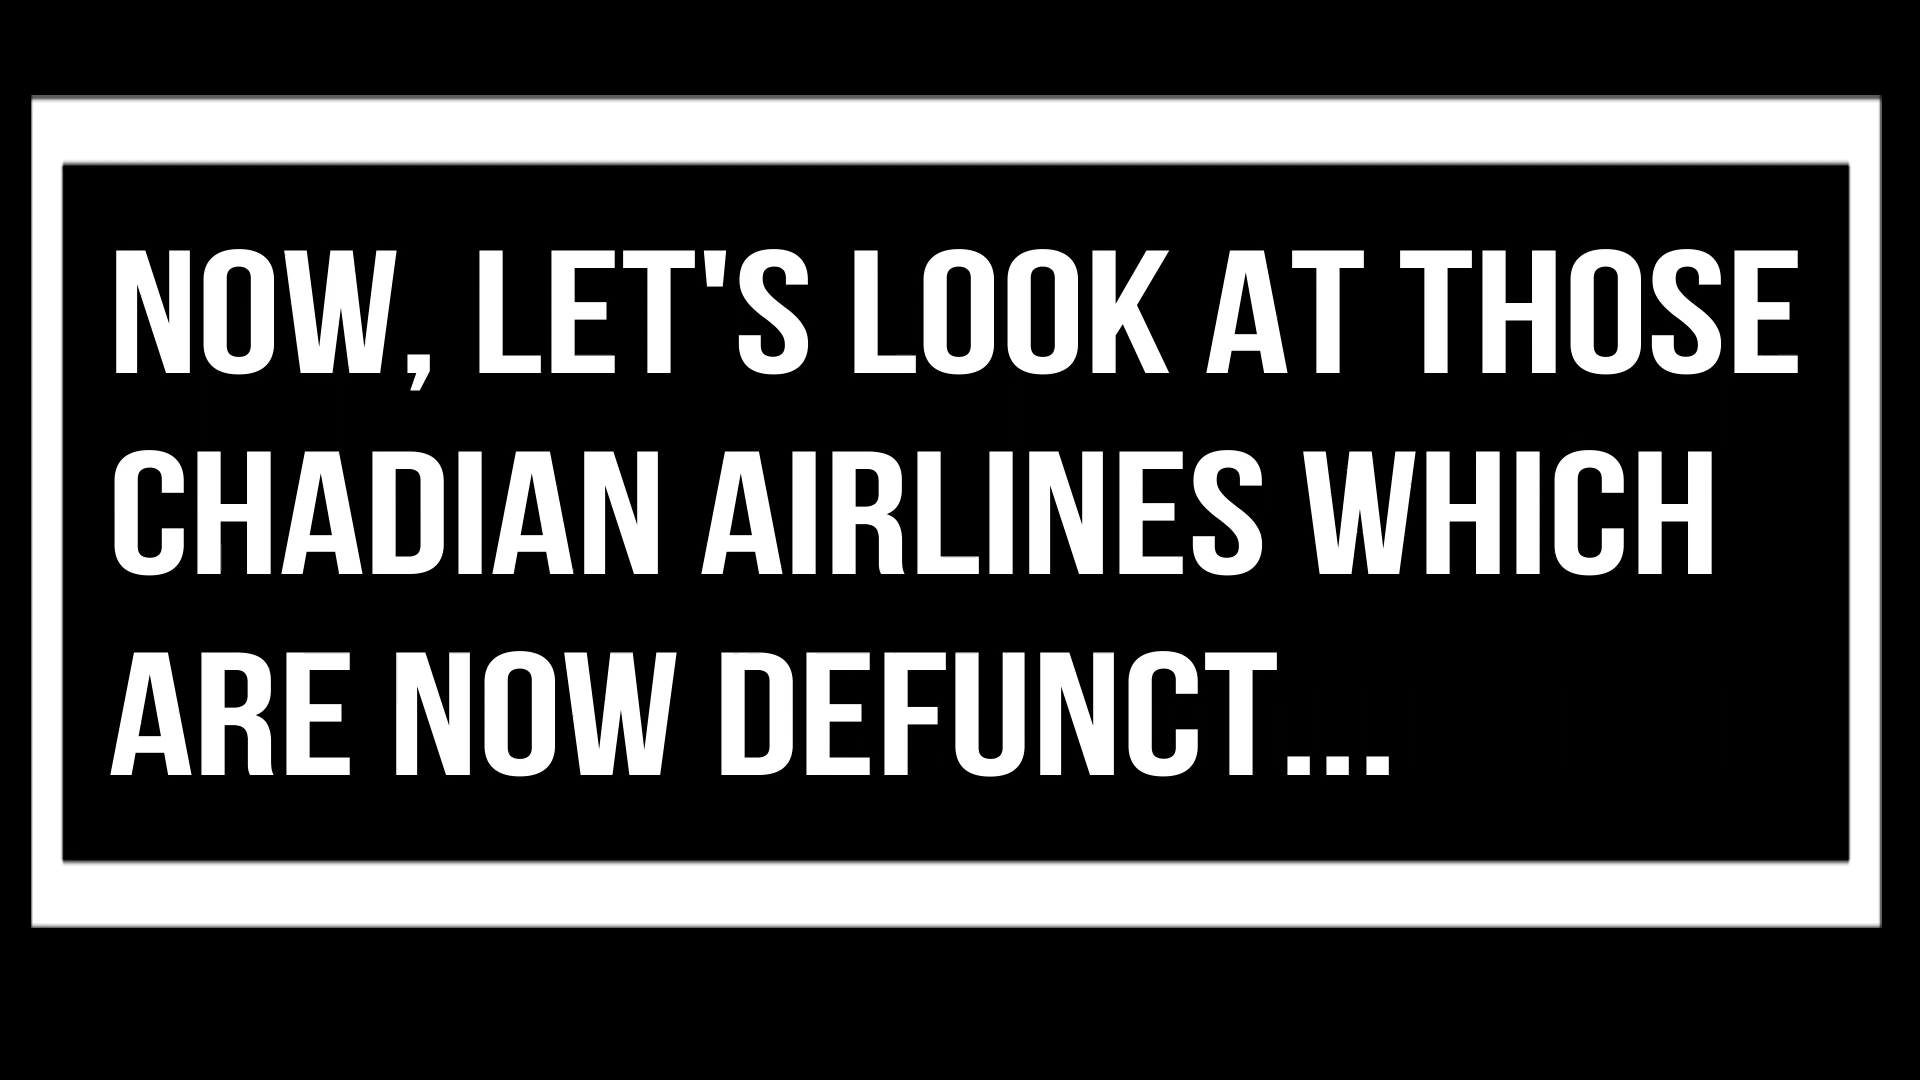 NOW, LET'S LOOK AT THOSE
CHADIAN AIRLINES WHICH
ARE NOW DEFUNCT...